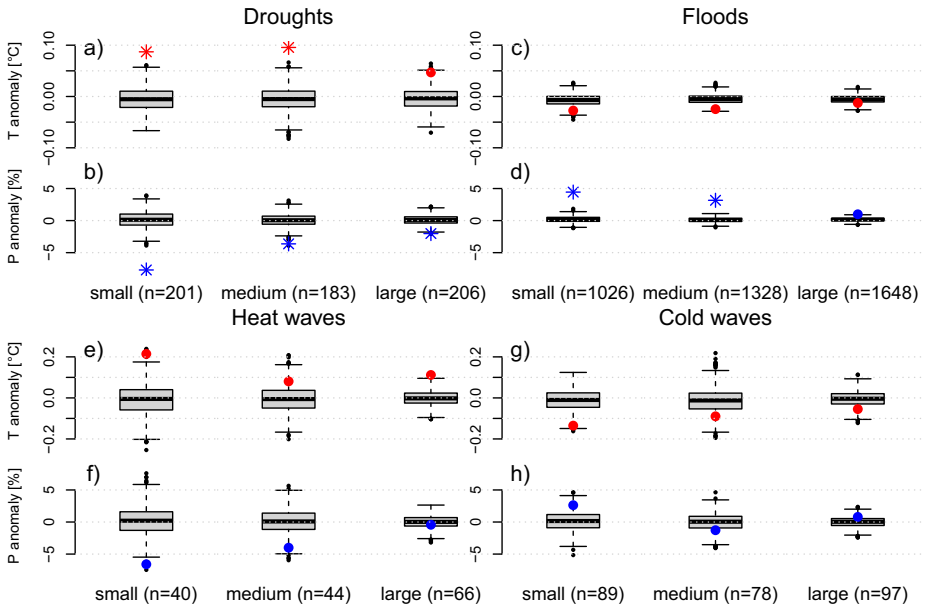 Droughts Floods
a) c)
T anomaly [°C]
0.10
0.00
−0.10
0.10
0.00
−0.10
b) d)
P anomaly [%]
5
0
−5
5
0
−5
small (n=201) medium (n=183) large (n=206) small (n=1026) medium (n=1328) large (n=1648)
Heat waves Cold waves
e) g)
T anomaly [°C]
0.2
0.0
−0.2
0.2
0.0
−0.2
f) h)
P anomaly [%]
5
0
−5
5
0
−5
small (n=40) medium (n=44) large (n=66) small (n=89) medium (n=78) large (n=97)